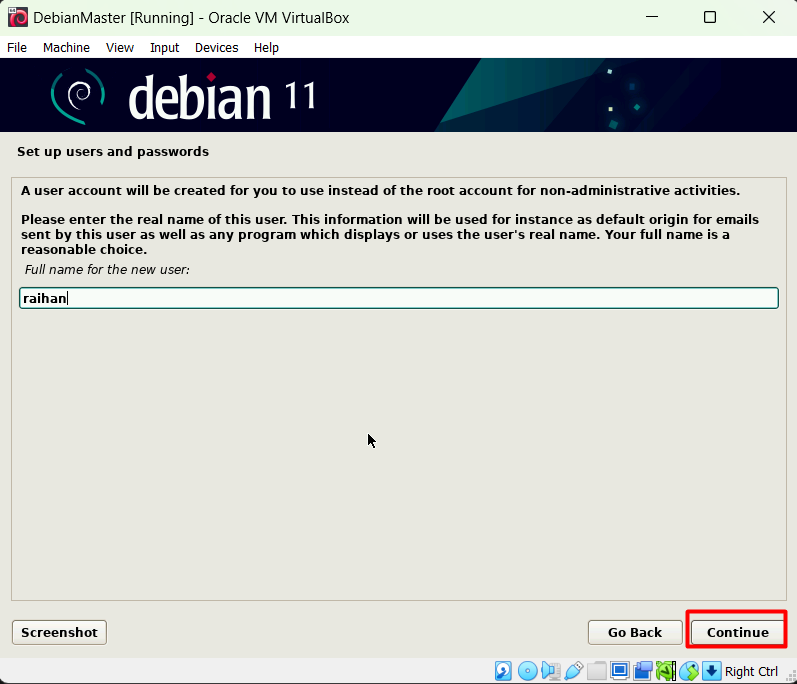 DebianMaster [Running] - Oracle VM VirtualBox
File Machine View Input Devices Help
debian 11
Set up users and passwords
A user account will be created for you to use instead of the root account for non-administrative activities.
Please enter the real name of this user. This information will be used for instance as default origin for emails
sent by this user as well as any program which displays or uses the user's real name. Your full name is a
reasonable choice.
Full name for the new user:
raihan
Screenshot Go Back Continue
Right Ctrl